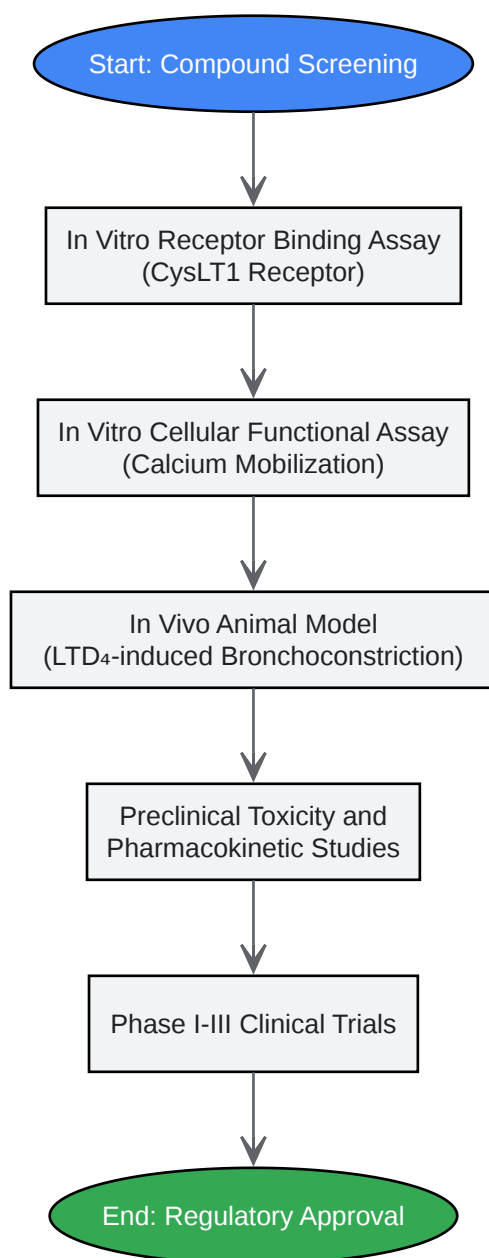 Start: Compound Screening
In Vitro Receptor Binding Assay
(CysLT1 Receptor)
In Vitro Cellular Functional Assay
(Calcium Mobilization)
In Vivo Animal Model
(LTD₄-induced Bronchoconstriction)
Preclinical Toxicity and
Pharmacokinetic Studies
Phase I-III Clinical Trials
End: Regulatory Approval